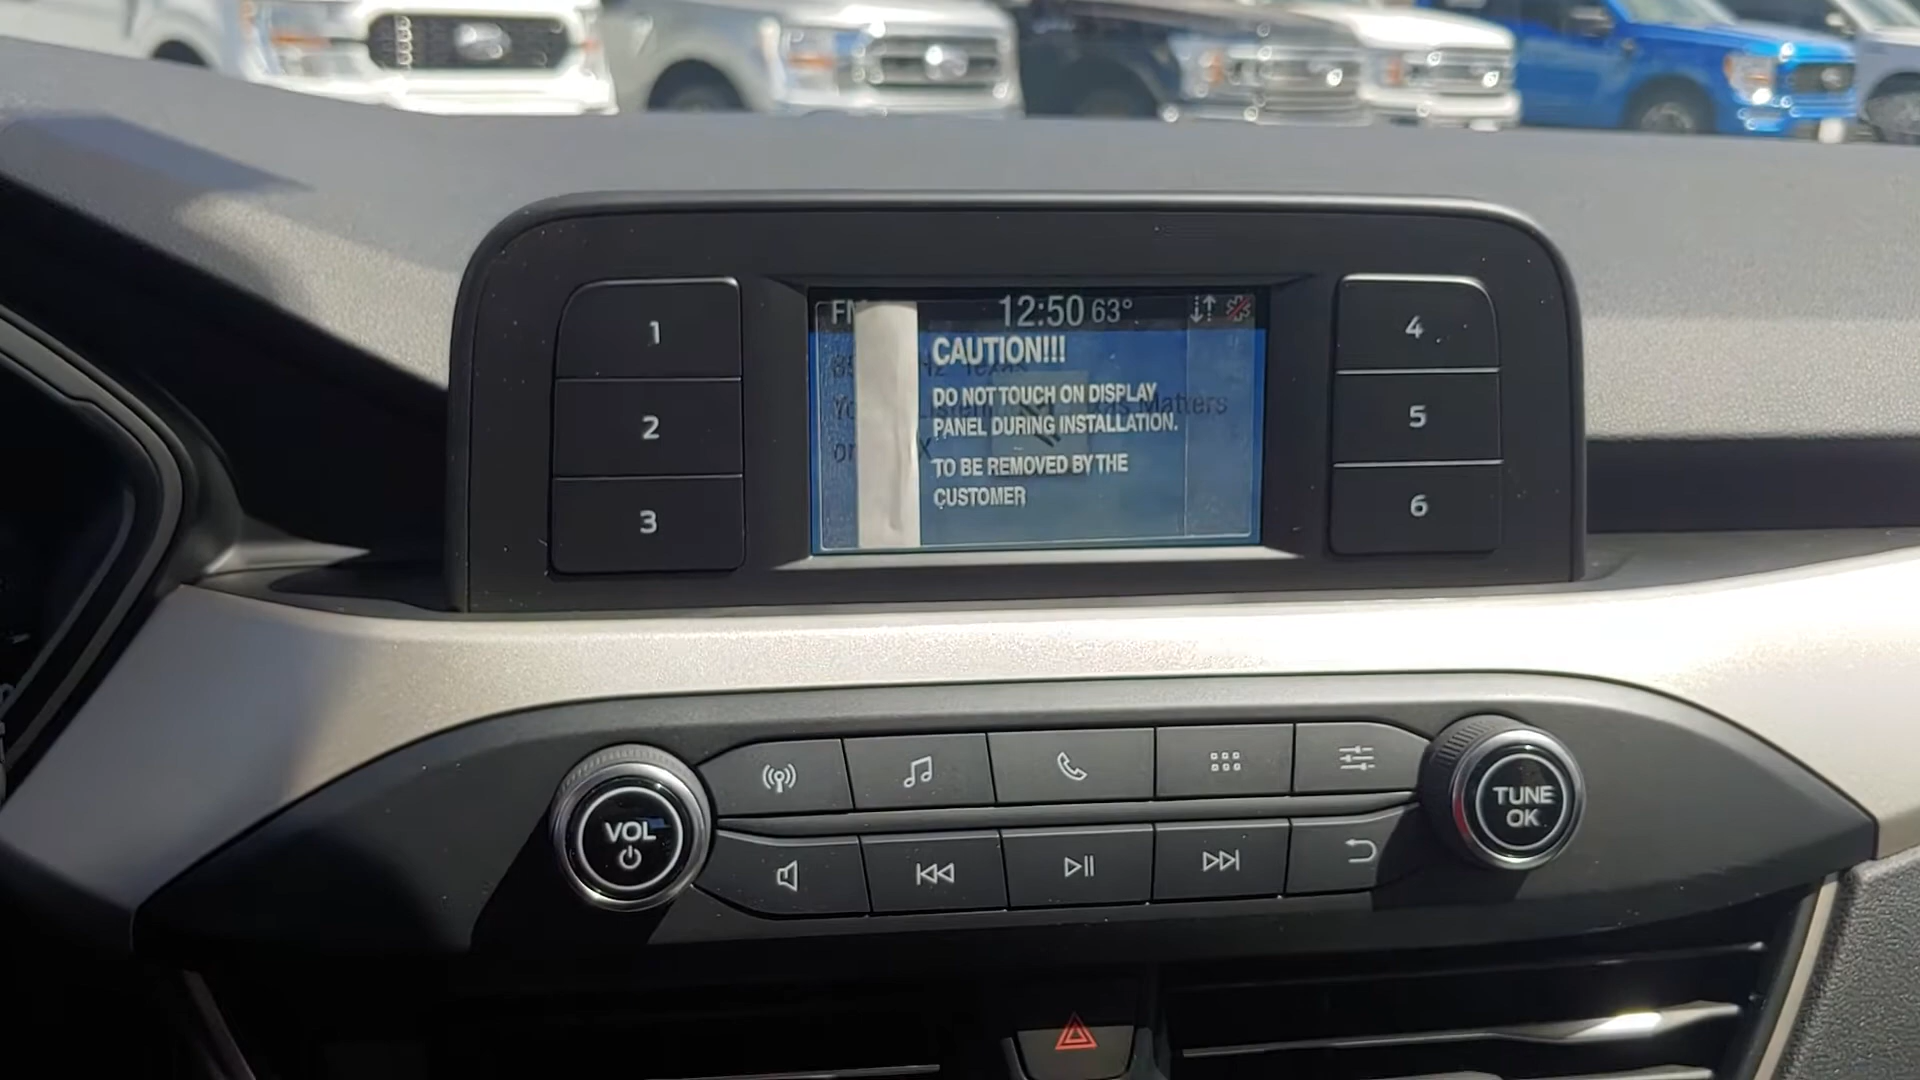 12:50 63°
CAUTION!!!
DO NOT TOUCH ON DISPLAY
PANEL DURING INSTALLATION.
TO BE REMOVED BY THE
CUSTOMER
Matters
1
2
3
4
5
6
VOL
TUNE
OK